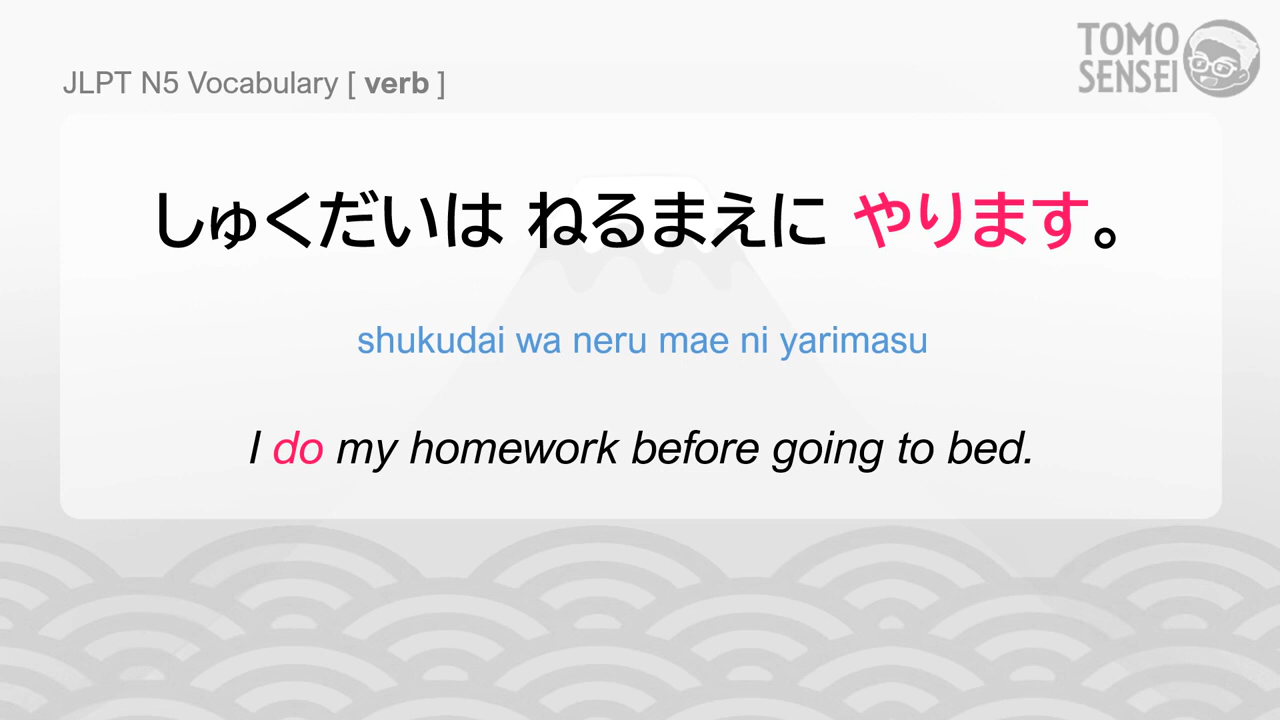 TOMO
SENSEI
JLPT N5 Vocabulary [ verb ]
しゅくだいは ねるまえに やります。
shukudai wa neru mae ni yarimasu
I do my homework before going to bed.